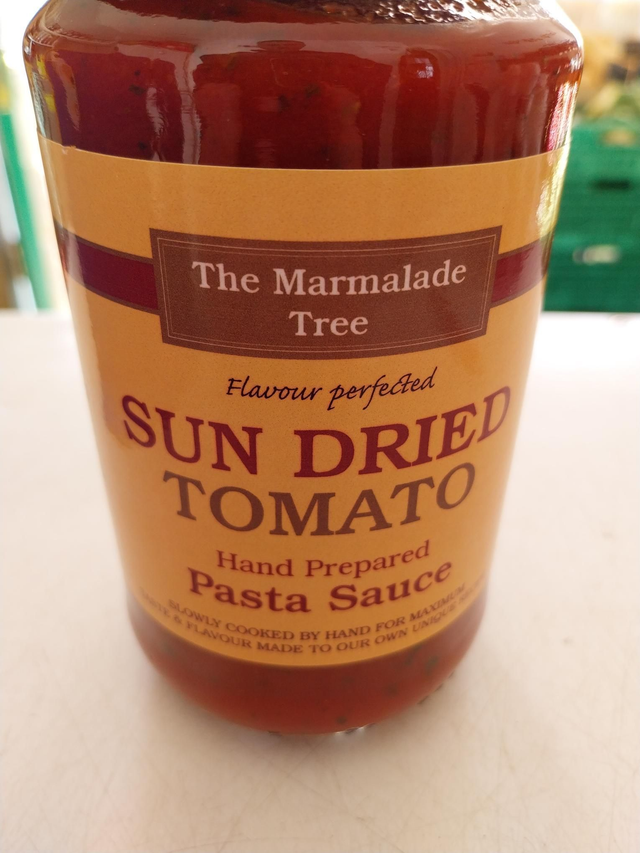 The Marmalade
Tree
Flavour perfected
SUN DRIED
TOMATO
Hand Prepared
Pasta Sauce
SLOWLY COOKED BY HAND FOR MAXIMUM
& FLAVOUR MADE TO OUR OWN UNIQUE